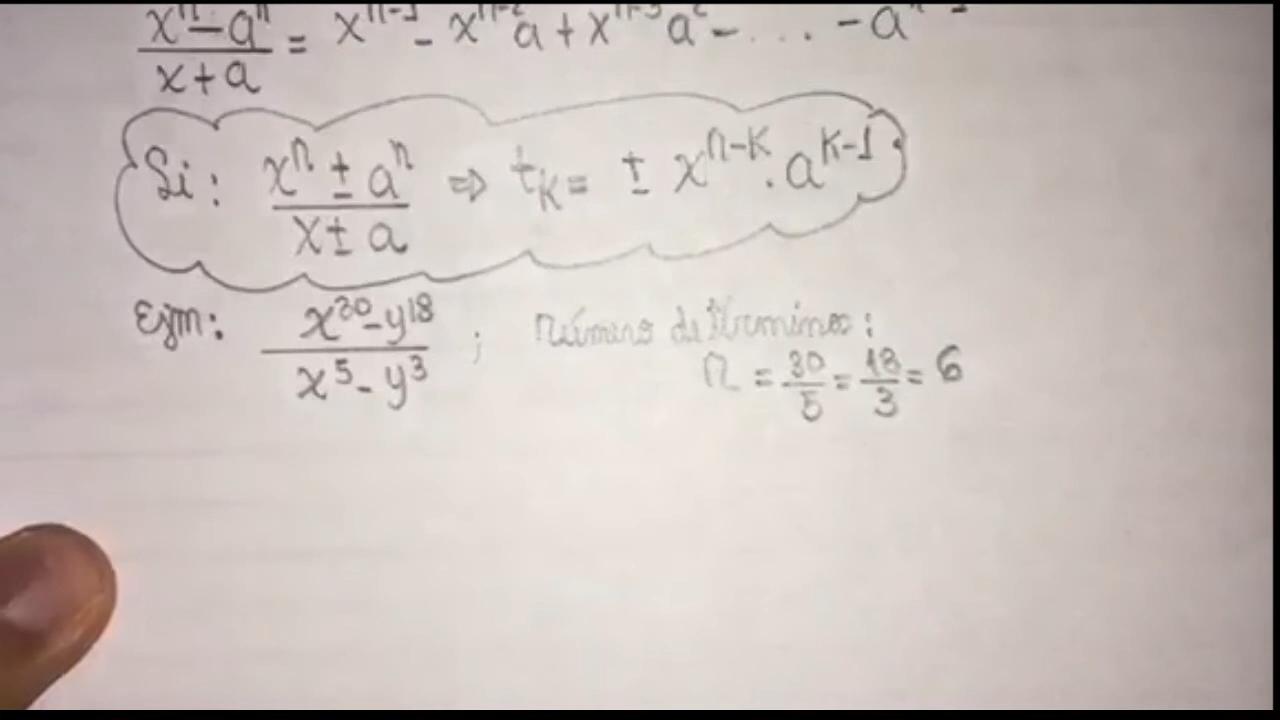 xⁿ - aⁿ / x + a = xⁿ⁻¹ - xⁿ⁻²a + xⁿ⁻³a² - ... - aⁿ⁻¹
Si: xⁿ ± aⁿ / x ± a ⇒ t_K = ± xⁿ⁻ᴷ . aᴷ⁻¹
Ejm: x³⁰ - y¹⁸ / x⁵ - y³ ; Número de términos:
n = 30/5 = 18/3 = 6